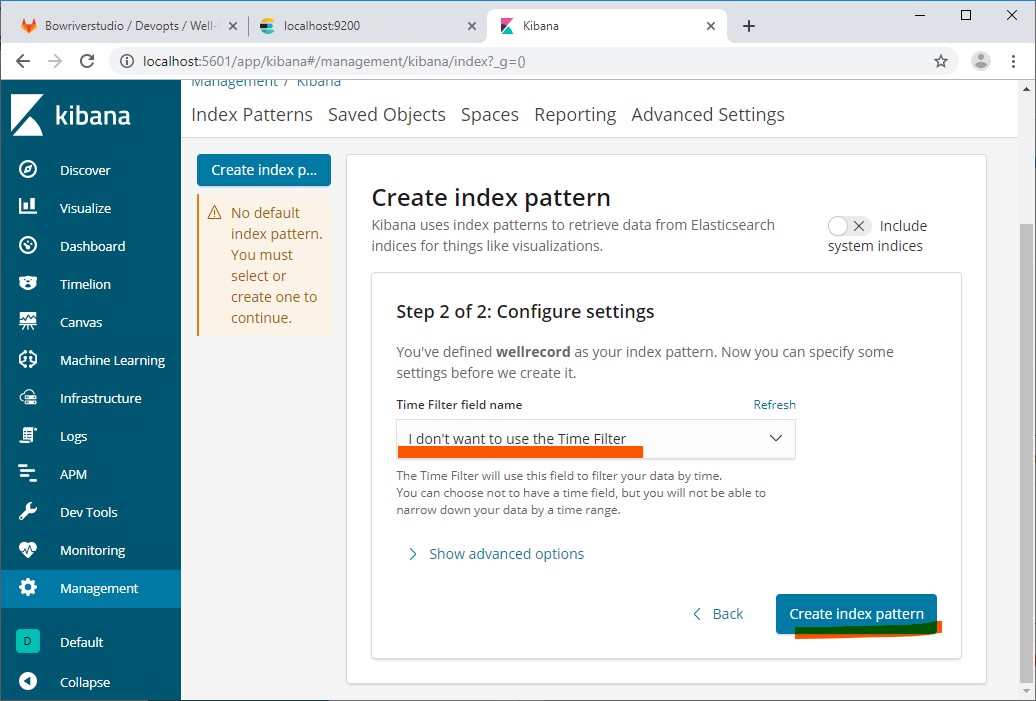 Bowriverstudio / Devopts / Well-
localhost:9200
Kibana
localhost:5601/app/kibana#/management/kibana/index?_g=()
Management / Kibana
kibana
Index Patterns Saved Objects Spaces Reporting Advanced Settings
Discover
Visualize
Dashboard
Timelion
Canvas
Machine Learning
Infrastructure
Logs
APM
Dev Tools
Monitoring
Management
D Default
Collapse
Create index p...
No default
index pattern.
You must
select or
create one to
continue.
Create index pattern
Kibana uses index patterns to retrieve data from Elasticsearch
indices for things like visualizations.
Include
system indices
Step 2 of 2: Configure settings
You've defined wellrecord as your index pattern. Now you can specify some
settings before we create it.
Time Filter field name
Refresh
I don't want to use the Time Filter
The Time Filter will use this field to filter your data by time.
You can choose not to have a time field, but you will not be able to
narrow down your data by a time range.
Show advanced options
Back
Create index pattern